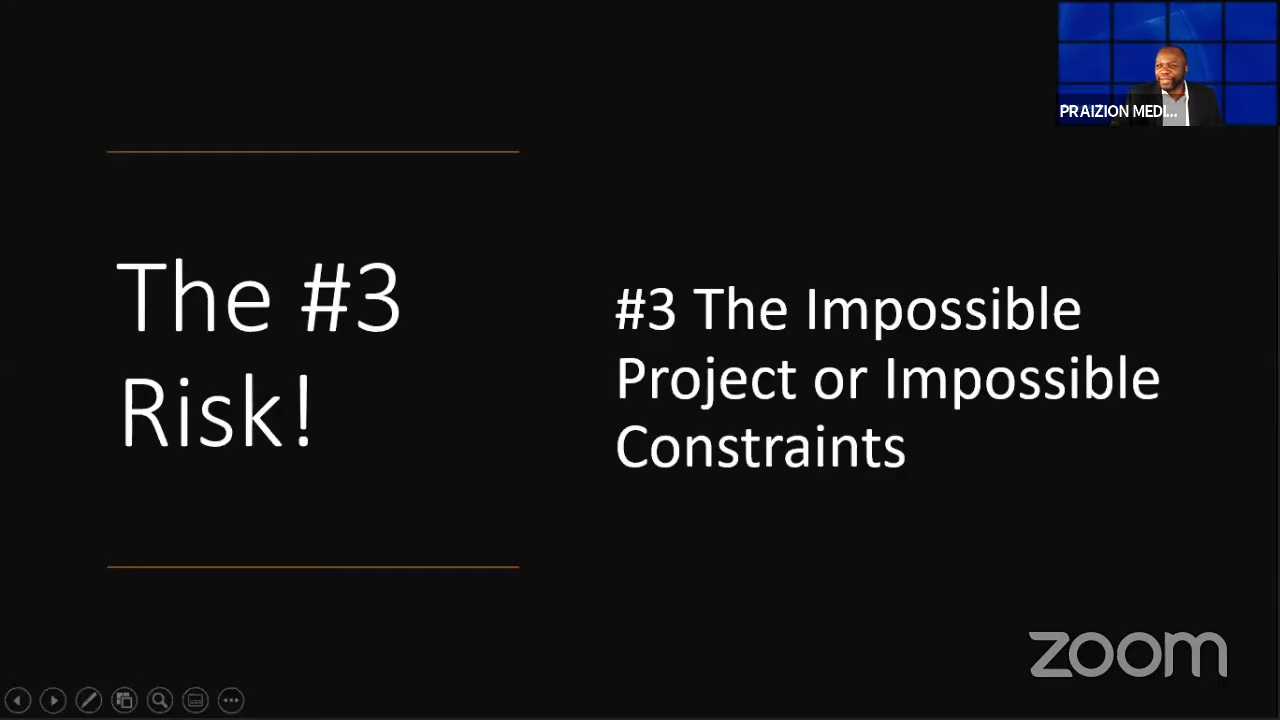 PRAIZION MEDI...
The #3
Risk!
#3 The Impossible
Project or Impossible
Constraints
zoom